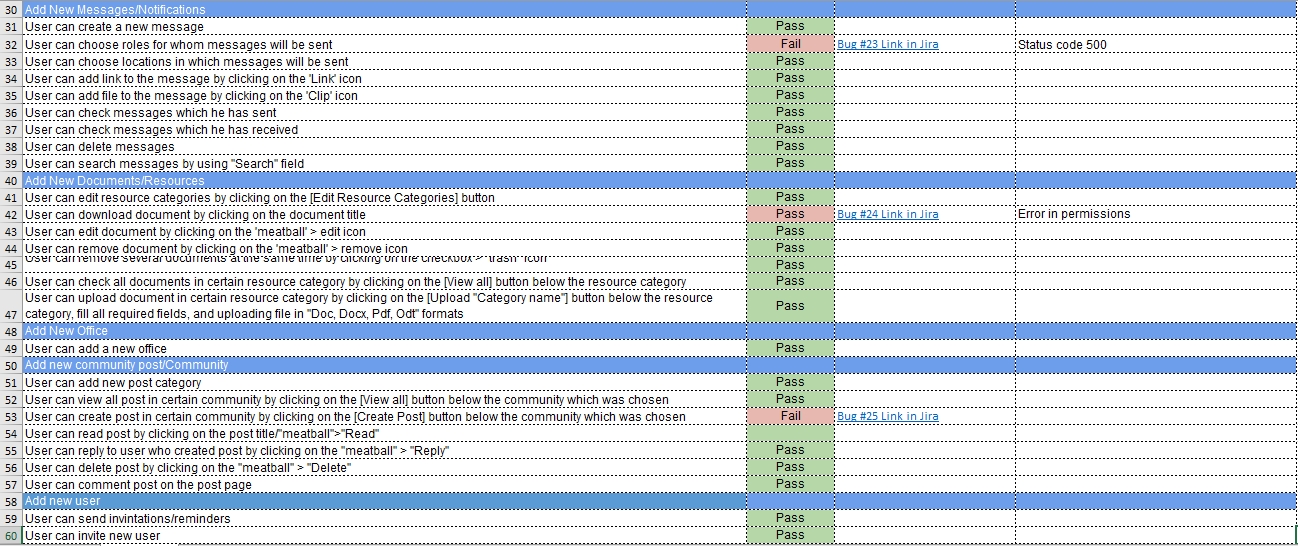 30 Add New Messages/Notifications
31 User can create a new message Pass
32 User can choose roles for whom messages will be sent Fail Bug #23 Link in Jira Status code 500
33 User can choose locations in which messages will be sent Pass
34 User can add link to the message by clicking on the 'Link' icon Pass
35 User can add file to the message by clicking on the 'Clip' icon Pass
36 User can check messages which he has sent Pass
37 User can check messages which he has received Pass
38 User can delete messages Pass
39 User can search messages by using "Search" field Pass
40 Add New Documents/Resources
41 User can edit resource categories by clicking on the [Edit Resource Categories] button Pass
42 User can download document by clicking on the document title Pass Bug #24 Link in Jira Error in permissions
43 User can edit document by clicking on the 'meatball' > edit icon Pass
44 User can remove document by clicking on the 'meatball' > remove icon Pass
45 User can remove several documents at the same time by clicking on the checkbox > "trash" icon Pass
46 User can check all documents in certain resource category by clicking on the [View all] button below the resource category Pass
User can upload document in certain resource category by clicking on the [Upload "Category name"] button below the resource
47 category, fill all required fields, and uploading file in "Doc, Docx, Pdf, Odt" formats Pass
48 Add New Office
49 User can add a new office Pass
50 Add new community post/Community
51 User can add new post category Pass
52 User can view all post in certain community by clicking on the [View all] button below the community which was chosen Pass
53 User can create post in certain community by clicking on the [Create Post] button below the community which was chosen Fail Bug #25 Link in Jira
54 User can read post by clicking on the post title/"meatball">"Read"
55 User can reply to user who created post by clicking on the "meatball" > "Reply" Pass
56 User can delete post by clicking on the "meatball" > "Delete" Pass
57 User can comment post on the post page Pass
58 Add new user
59 User can send invintations/reminders Pass
60 User can invite new user Pass